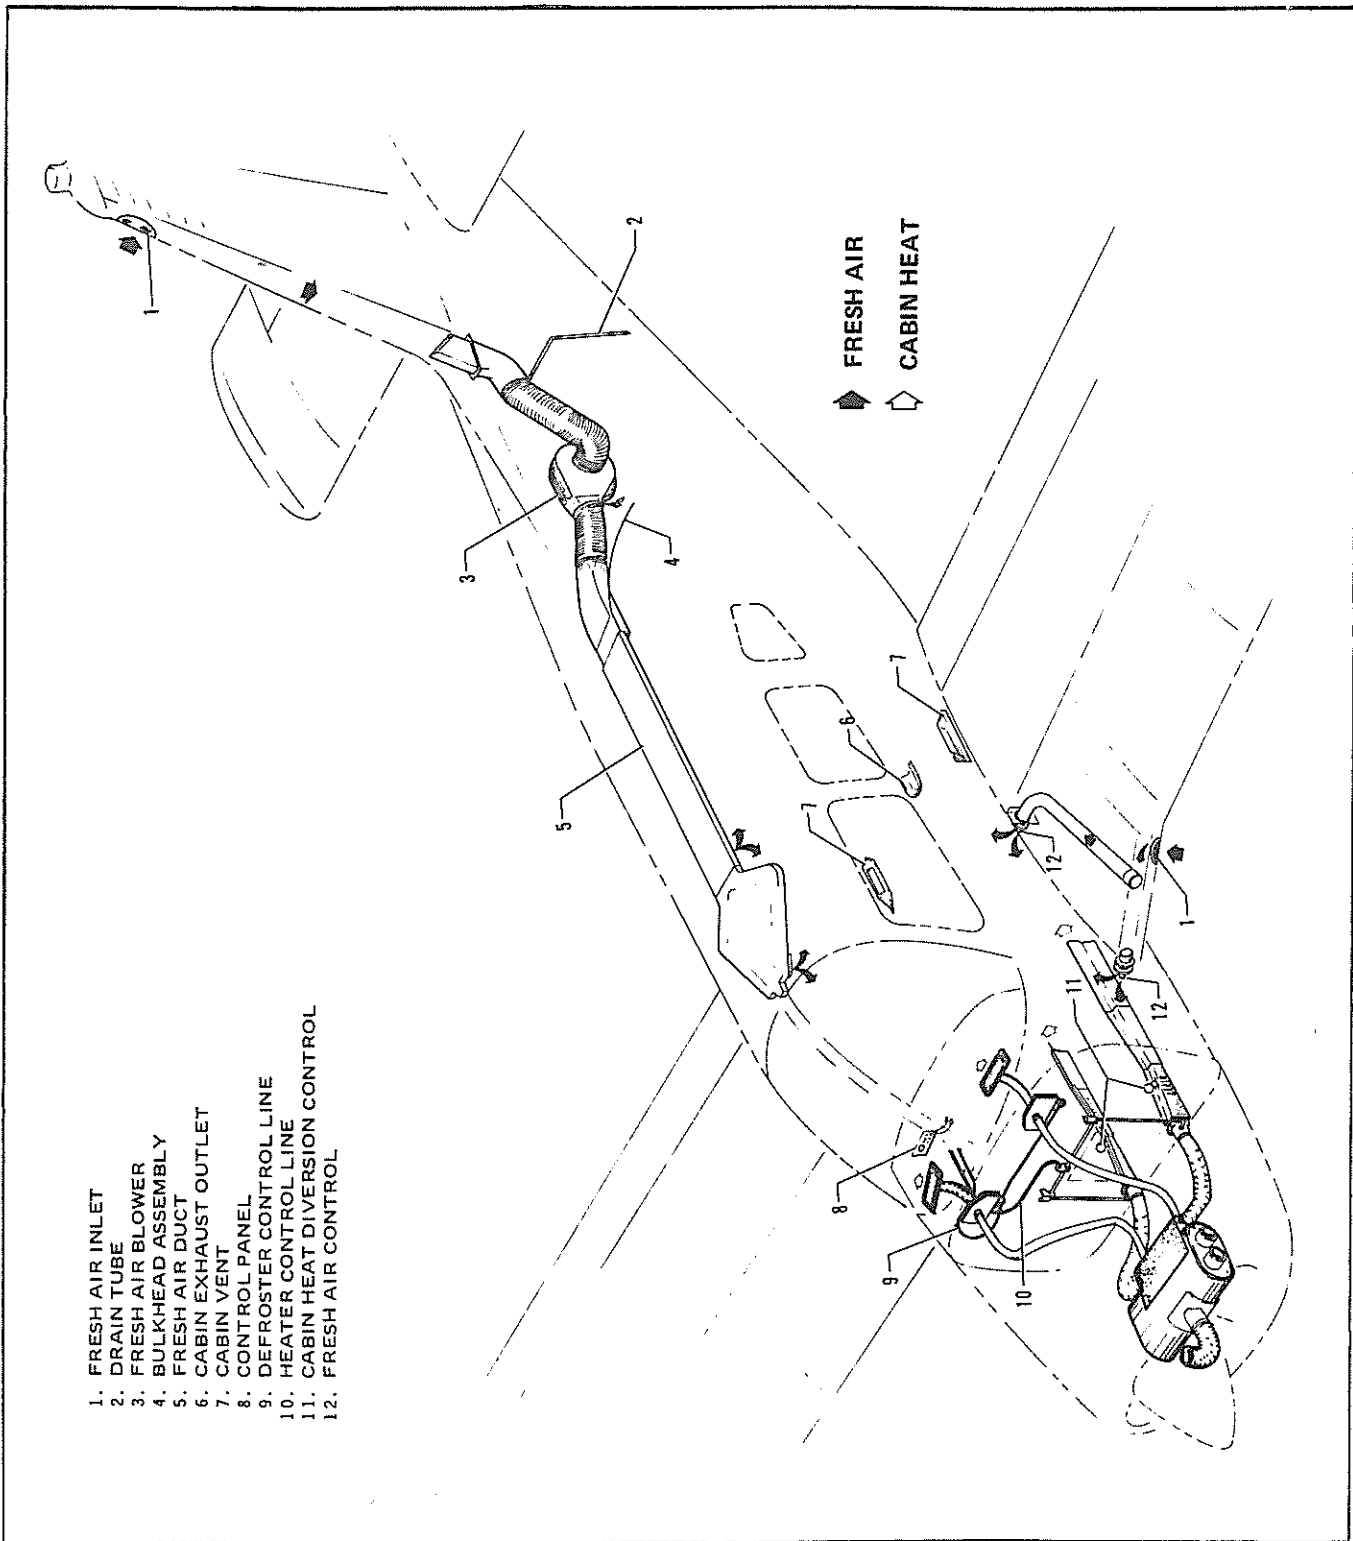 1. FRESH AIR INLET
2. DRAIN TUBE
3. FRESH AIR BLOWER
4. BULKHEAD ASSEMBLY
5. FRESH AIR DUCT
6. CABIN EXHAUST OUTLET
7. CABIN VENT
8. CONTROL PANEL
9. DEFROSTER CONTROL LINE
10. HEATER CONTROL LINE
11. CABIN HEAT DIVERSION CONTROL
12. FRESH AIR CONTROL
1
2
3
4
5
6
7
7
8
9
10
11
12
12
1
FRESH AIR
CABIN HEAT